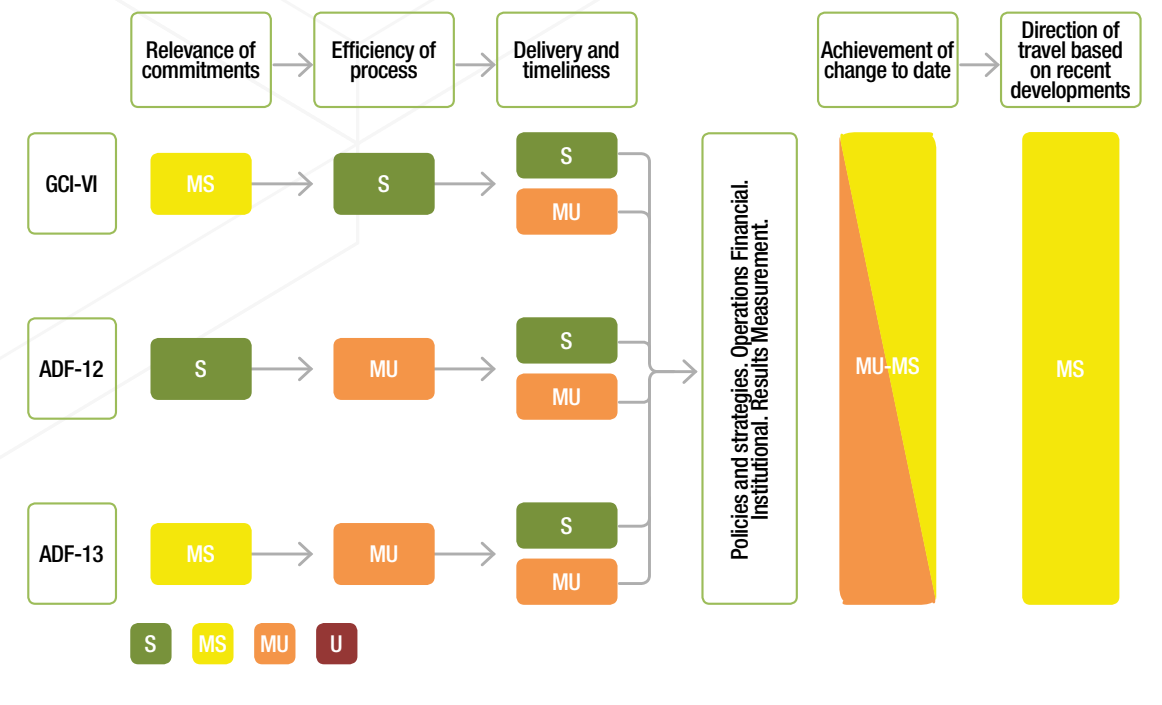 Relevance of
commitments
Efficiency of
process
Delivery and
timeliness
Achievement of
change to date
Direction of
travel based
on recent
developments
GCI-VI
MS
S
S
MU
ADF-12
S
MU
S
MU
ADF-13
MS
MU
S
MU
Policies and strategies. Operations Financial.
Institutional. Results Measurement.
MU-MS
MS
S
MS
MU
U